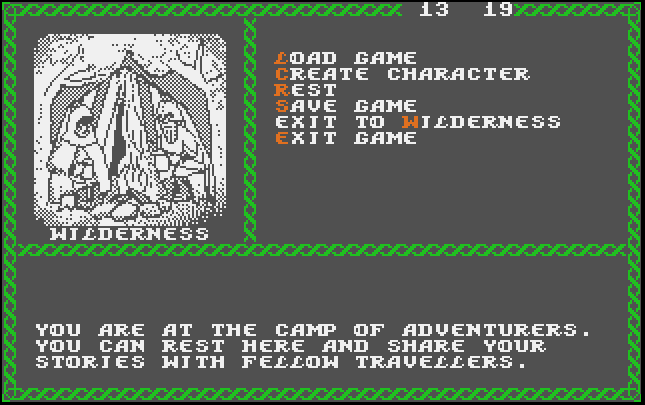 13 19
LOAD GAME
CREATE CHARACTER
REST
SAVE GAME
EXIT TO WILDERNESS
EXIT GAME
WILDERNESS
YOU ARE AT THE CAMP OF ADVENTURERS.
YOU CAN REST HERE AND SHARE YOUR
STORIES WITH FELLOW TRAVELLERS.